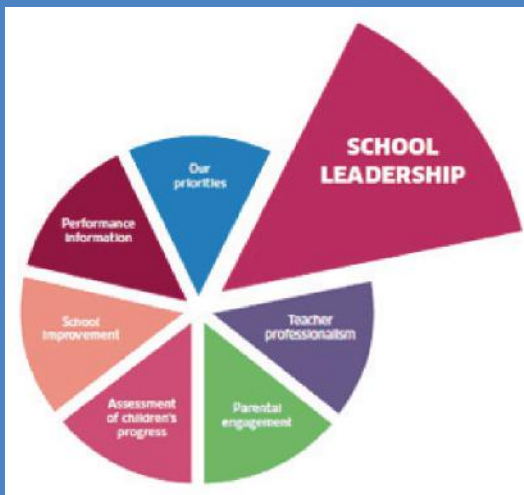 SCHOOL
LEADERSHIP
Our
priorities
Performance
information
School
improvement
Teacher
professionalism
Assessment
of children's
progress
Parental
engagement